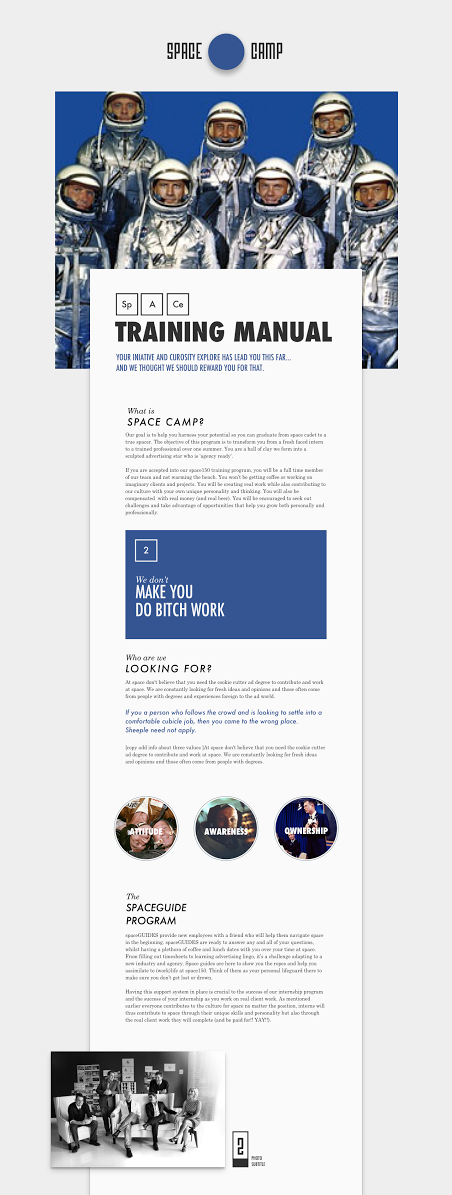 SPACE CAMP
Sp A Ce
TRAINING MANUAL
YOUR INIATIVE AND CUROSITY EXPLORE HAS LEAD YOU THIS FAR...
AND WE THOUGHT WE SHOULD REWARD YOU FOR THAT.
What is
SPACE CAMP?
Our goal is to help you harness your potential so you can graduate from space cadet to a
true spacer. The objective of this program is to transform you from a fresh faced intern
to a trained professional over one summer. You are a ball of clay we form into a
sculpted advertising star who is 'agency ready'.
If you are accepted into our space150 training program, you will be a full time member
of our team and not warming the bench. You won't be getting coffee or working on
imaginary clients and projects. You will be creating real work while also contributing to
our culture with your own unique personality and thinking. You will also be
compensated with real money (and real beer). You will be encouraged to seek out
challenges and take advantage of opportunities that help you grow both personally and
professionally.
2
We don't
MAKE YOU
DO BITCH WORK
Who are we
LOOKING FOR?
At space don't believe that you need the cookie cutter ad degree to contribute and work
at space. We are constantly looking for fresh ideas and opinions and those often come
from people with degrees and experiences foreign to the ad world.
If you a person who follows the crowd and is looking to settle into a
comfortable cubicle job, then you came to the wrong place.
Sheeple need not apply.
[copy add info about three values ]At space don't believe that you need the cookie cutter
ad degree to contribute and work at space. We are constantly looking for fresh ideas
and opinions and those often come from people with degrees.
ATTITUDE AWARENESS OWNERSHIP
The
SPACEGUIDE
PROGRAM
spaceGUIDES provide new employees with a friend who will help them navigate space
in the beginning. spaceGUIDES are ready to answer any and all of your questions,
whilst having a plethora of coffee and lunch dates with you over your time at space.
From filling out timesheets to learning advertising lingo, it's a challenge adapting to a
new industry and agency. Space guides are here to show you the ropes and help you
assimilate to (work)life at space150. Think of them as your personal lifeguard there to
make sure you don't get lost or drown.
Having this support system in place is crucial to the success of our internship program
and the success of your internship as you work on real client work. As mentioned
earlier everyone contributes to the culture for space no matter the position, interns will
thus contribute to space through their unique skills and personality but also through
the real client work they will complete (and be paid for!! YAY!!).
2
PHOTO
SUBTITLE